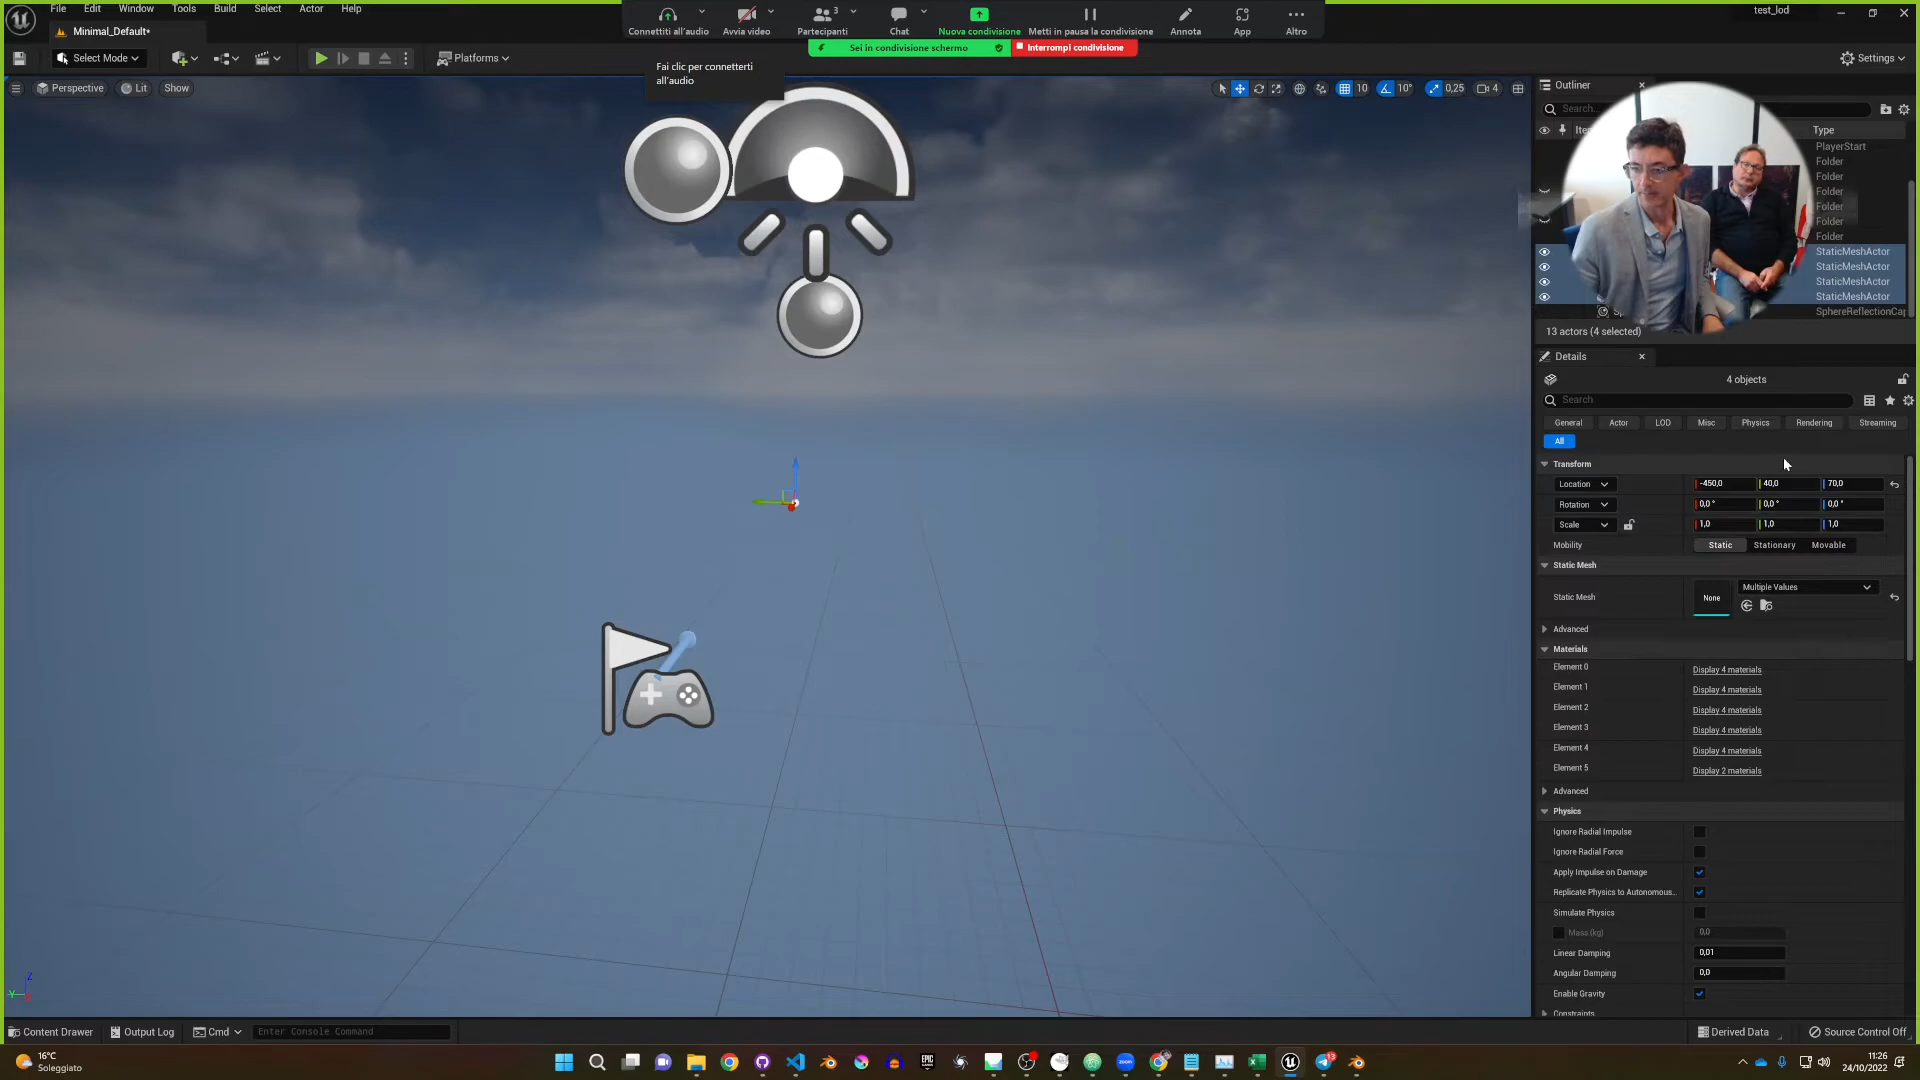 File Edit Window Tools Build Select Actor Help
test_lod
Minimal_Default*
Connettiti all'audio
Avvia video
3
Partecipanti
Chat
Nuova condivisione
Metti in pausa la condivisione
Annota
App
Altro
Sei in condivisione schermo
Interrompi condivisione
Fai clic per connetterti
all'audio
Select Mode
Platforms
Settings
Perspective
Lit
Show
10
10°
0,25
4
Outliner
Search
Type
PlayerStart
Folder
Folder
Folder
Folder
Folder
Folder
StaticMeshActor
StaticMeshActor
StaticMeshActor
StaticMeshActor
SphereReflectionCap
13 actors (4 selected)
Details
4 objects
Search
General Actor LOD Misc Physics Rendering Streaming
All
Transform
Location -450,0 40,0 70,0
Rotation 0,0 ° 0,0 ° 0,0 °
Scale 1,0 1,0 1,0
Mobility Static Stationary Movable
Static Mesh
Static Mesh None Multiple Values
Advanced
Materials
Element 0 Display 4 materials
Element 1 Display 4 materials
Element 2 Display 4 materials
Element 3 Display 4 materials
Element 4 Display 4 materials
Element 5 Display 2 materials
Advanced
Physics
Ignore Radial Impulse
Ignore Radial Force
Apply Impulse on Damage
Replicate Physics to Autonomous...
Simulate Physics
Mass (kg) 0,0
Linear Damping 0,01
Angular Damping 0,0
Enable Gravity
Constraints
Z
Y
Content Drawer
Output Log
Cmd
Enter Console Command
Derived Data
Source Control Off
16°C
Soleggiato
EPIC
zoom
13
11:26
24/10/2022